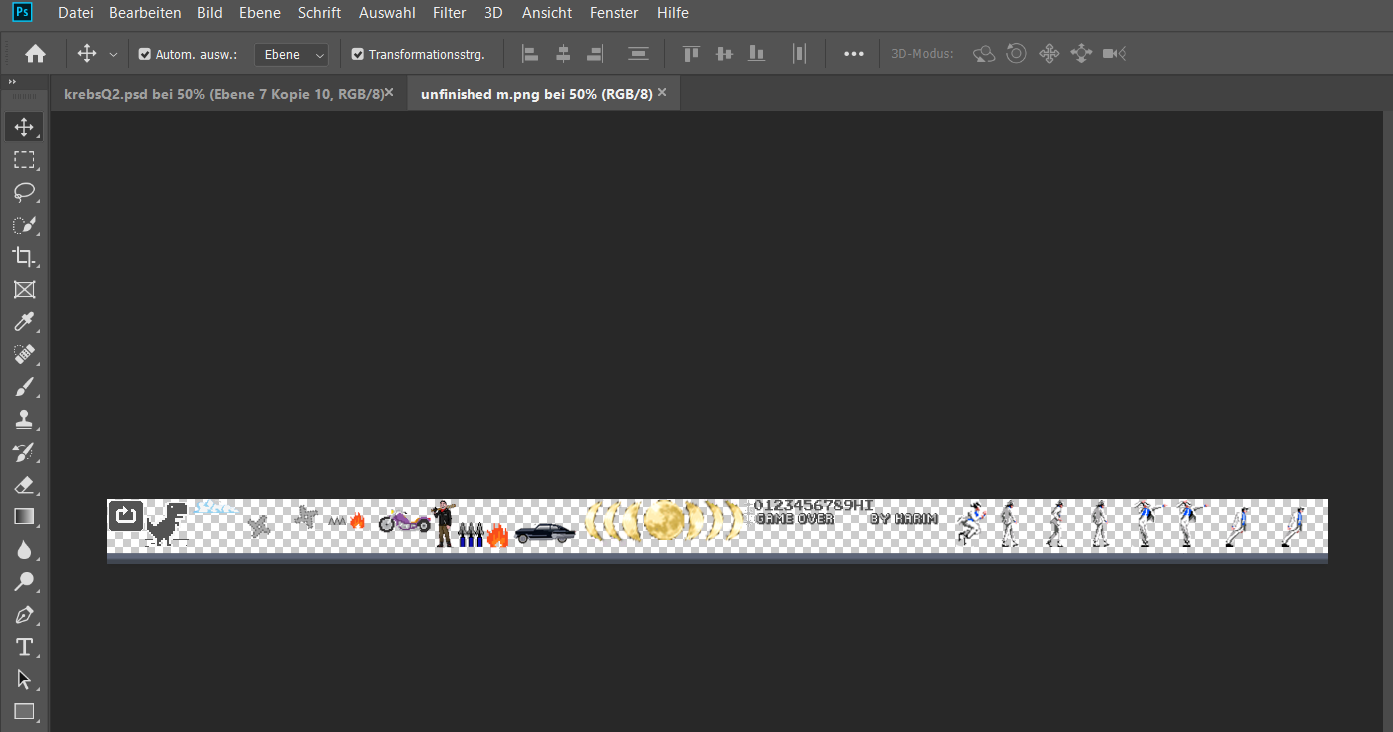 Ps Datei Bearbeiten Bild Ebene Schrift Auswahl Filter 3D Ansicht Fenster Hilfe
Autom. ausw.: Ebene Transformationsstrg. 3D-Modus:
krebsQ2.psd bei 50% (Ebene 7 Kopie 10, RGB/8) unfinished m.png bei 50% (RGB/8)
0123456789HI
GAME OVER BY HARIM